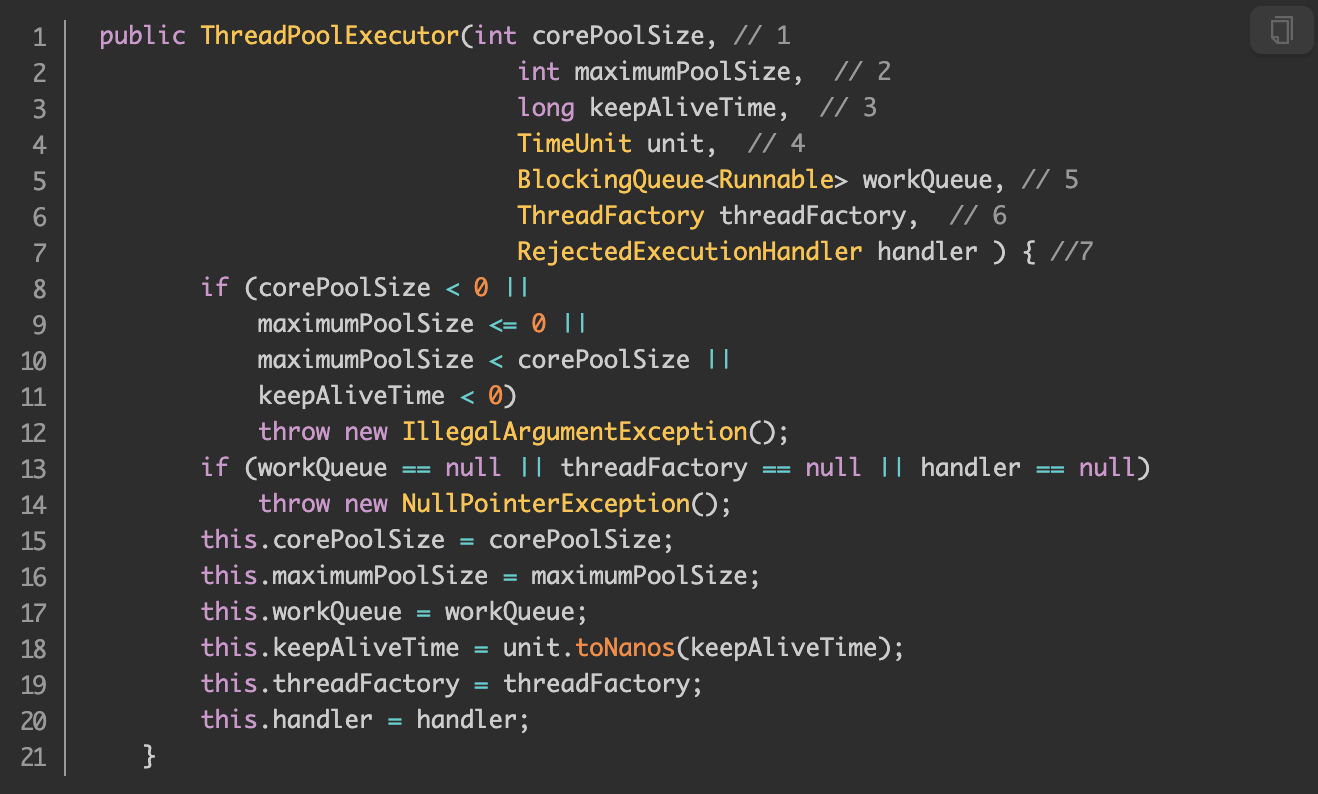 1 public ThreadPoolExecutor(int corePoolSize, // 1
2 int maximumPoolSize,  // 2
3 long keepAliveTime,  // 3
4 TimeUnit unit,  // 4
5 BlockingQueue<Runnable> workQueue, // 5
6 ThreadFactory threadFactory,  // 6
7 RejectedExecutionHandler handler ) { //7
8 if (corePoolSize < 0 ||
9 maximumPoolSize <= 0 ||
10 maximumPoolSize < corePoolSize ||
11 keepAliveTime < 0)
12 throw new IllegalArgumentException();
13 if (workQueue == null || threadFactory == null || handler == null)
14 throw new NullPointerException();
15 this.corePoolSize = corePoolSize;
16 this.maximumPoolSize = maximumPoolSize;
17 this.workQueue = workQueue;
18 this.keepAliveTime = unit.toNanos(keepAliveTime);
19 this.threadFactory = threadFactory;
20 this.handler = handler;
21 }